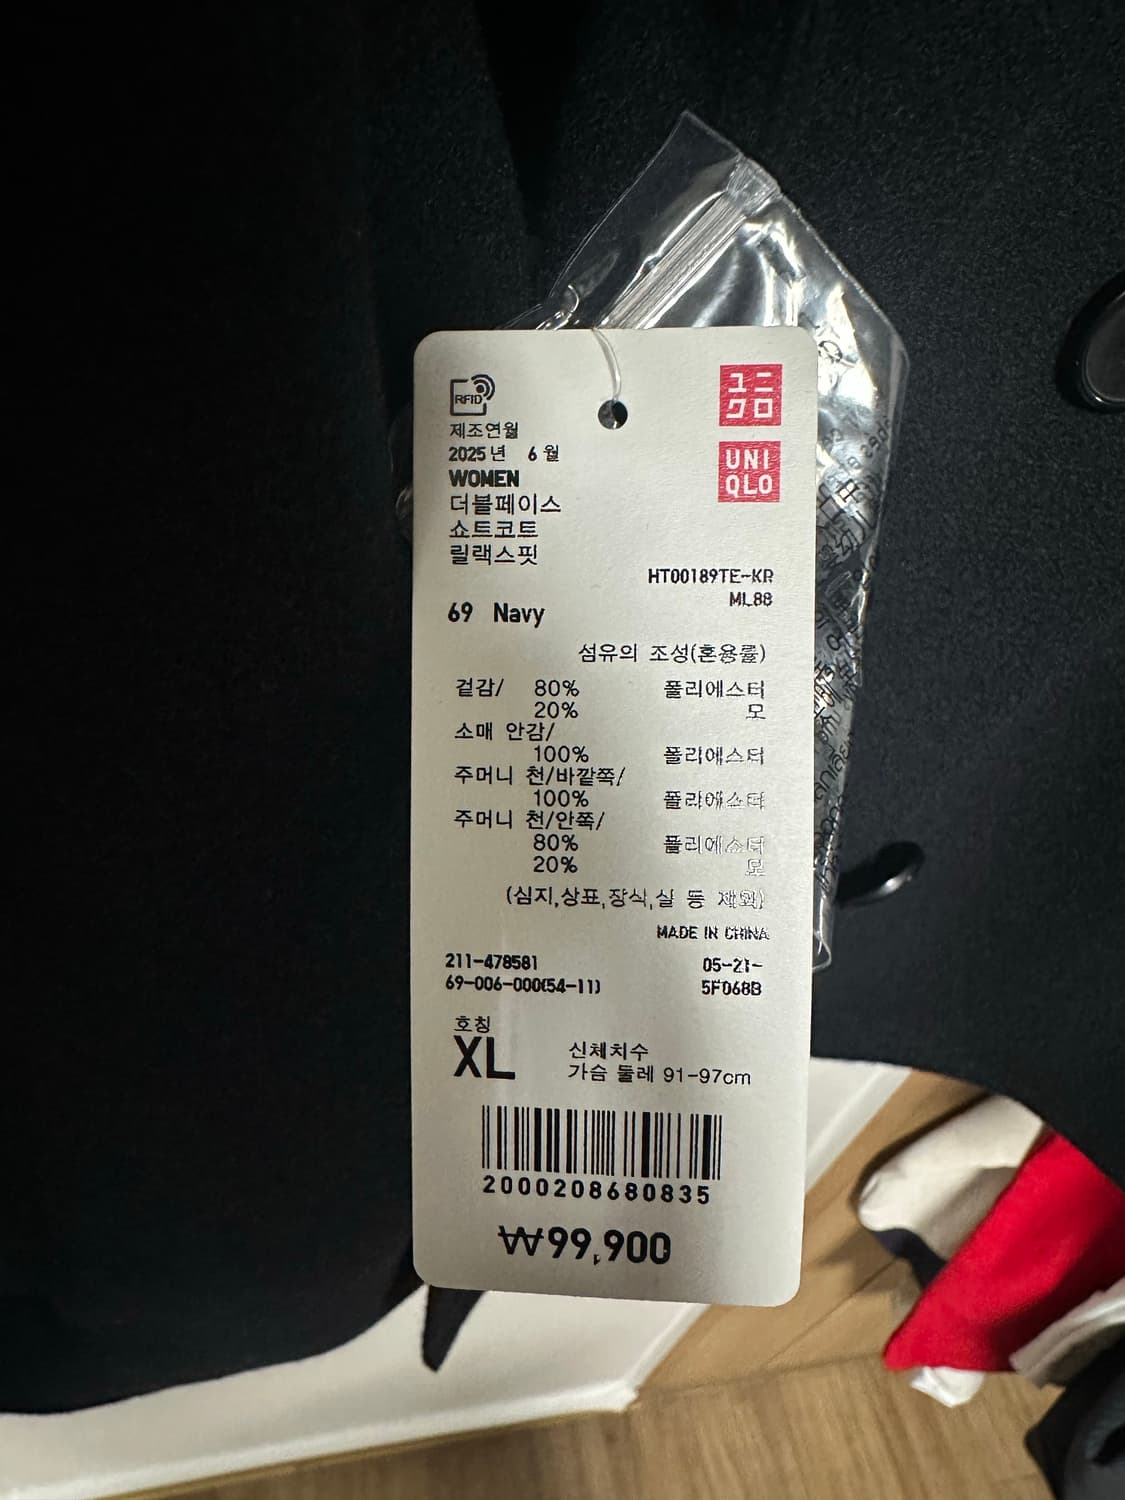 RFID
ユニ
クロ
UNI
QLO
제조연월
2025년 6월
WOMEN
더블페이스
쇼트코트
릴랙스핏
HT00189TE-KR
ML88
69 Navy
섬유의 조성(혼용률)
겉감/ 80% 폴리에스터
20% 모
소매 안감/
100% 폴리에스터
주머니 천/바깥쪽/
100% 폴리에스터
주머니 천/안쪽/
80% 폴리에스터
20% 모
(심지,상표,장식,실 등 제외)
MADE IN CHINA
211-478581 05-21-
69-006-000(54-11) 5F068B
호칭
XL
신체치수
가슴 둘레 91-97cm
2000208680835
₩99,900